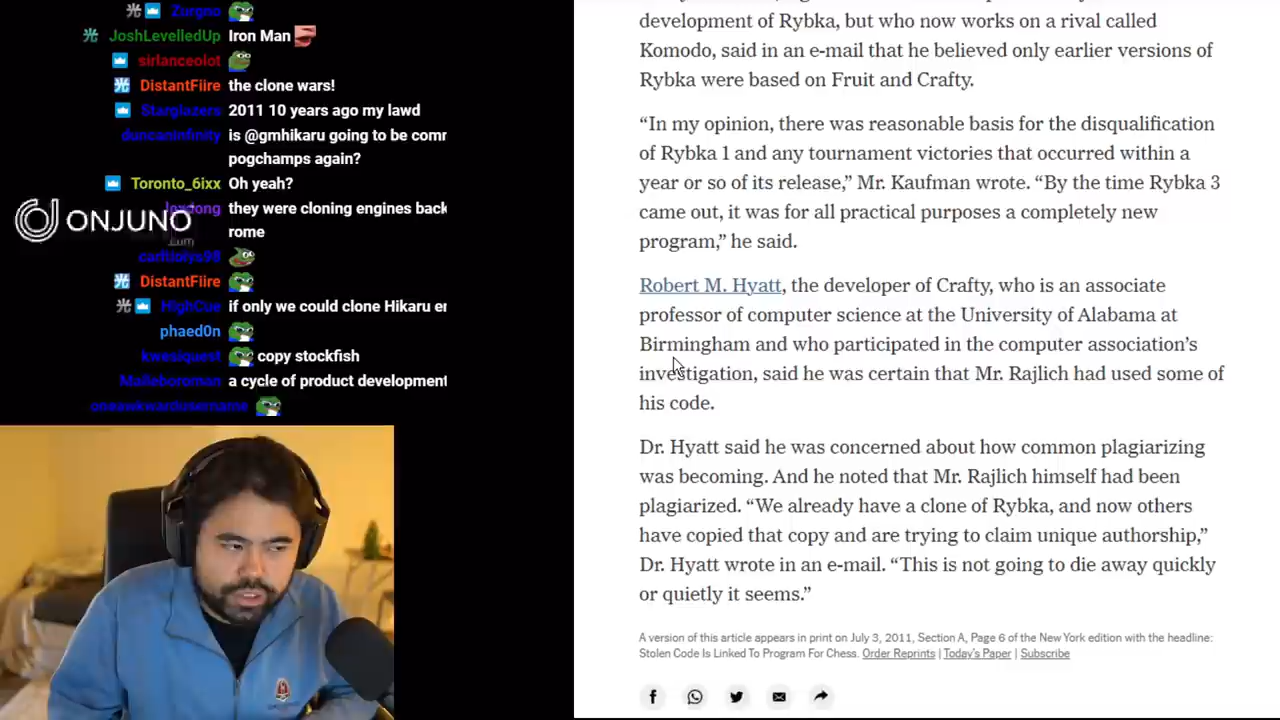 Zurgoo
JoshLevelledUp Iron Man
sirlanceolot
DistantFiire the clone wars!
Starglazers 2011 10 years ago my lawd
duncaninfinity is @gmhikaru going to be comr
pogchamps again?
Toronto_6ixx Oh yeah?
they were cloning engines back
rome
ONJUNO
DistantFiire
HighCue if only we could clone Hikaru er
phaed0n
kwesiquest copy stockfish
Malleboroman a cycle of product development
oneawkwardusername
development of Rybka, but who now works on a rival called
Komodo, said in an e-mail that he believed only earlier versions of
Rybka were based on Fruit and Crafty.
“In my opinion, there was reasonable basis for the disqualification
of Rybka 1 and any tournament victories that occurred within a
year or so of its release,” Mr. Kaufman wrote. “By the time Rybka 3
came out, it was for all practical purposes a completely new
program,” he said.
Robert M. Hyatt, the developer of Crafty, who is an associate
professor of computer science at the University of Alabama at
Birmingham and who participated in the computer association’s
investigation, said he was certain that Mr. Rajlich had used some of
his code.
Dr. Hyatt said he was concerned about how common plagiarizing
was becoming. And he noted that Mr. Rajlich himself had been
plagiarized. “We already have a clone of Rybka, and now others
have copied that copy and are trying to claim unique authorship,”
Dr. Hyatt wrote in an e-mail. “This is not going to die away quickly
or quietly it seems.”
A version of this article appears in print on July 3, 2011, Section A, Page 6 of the New York edition with the headline:
Stolen Code Is Linked To Program For Chess. Order Reprints | Today’s Paper | Subscribe